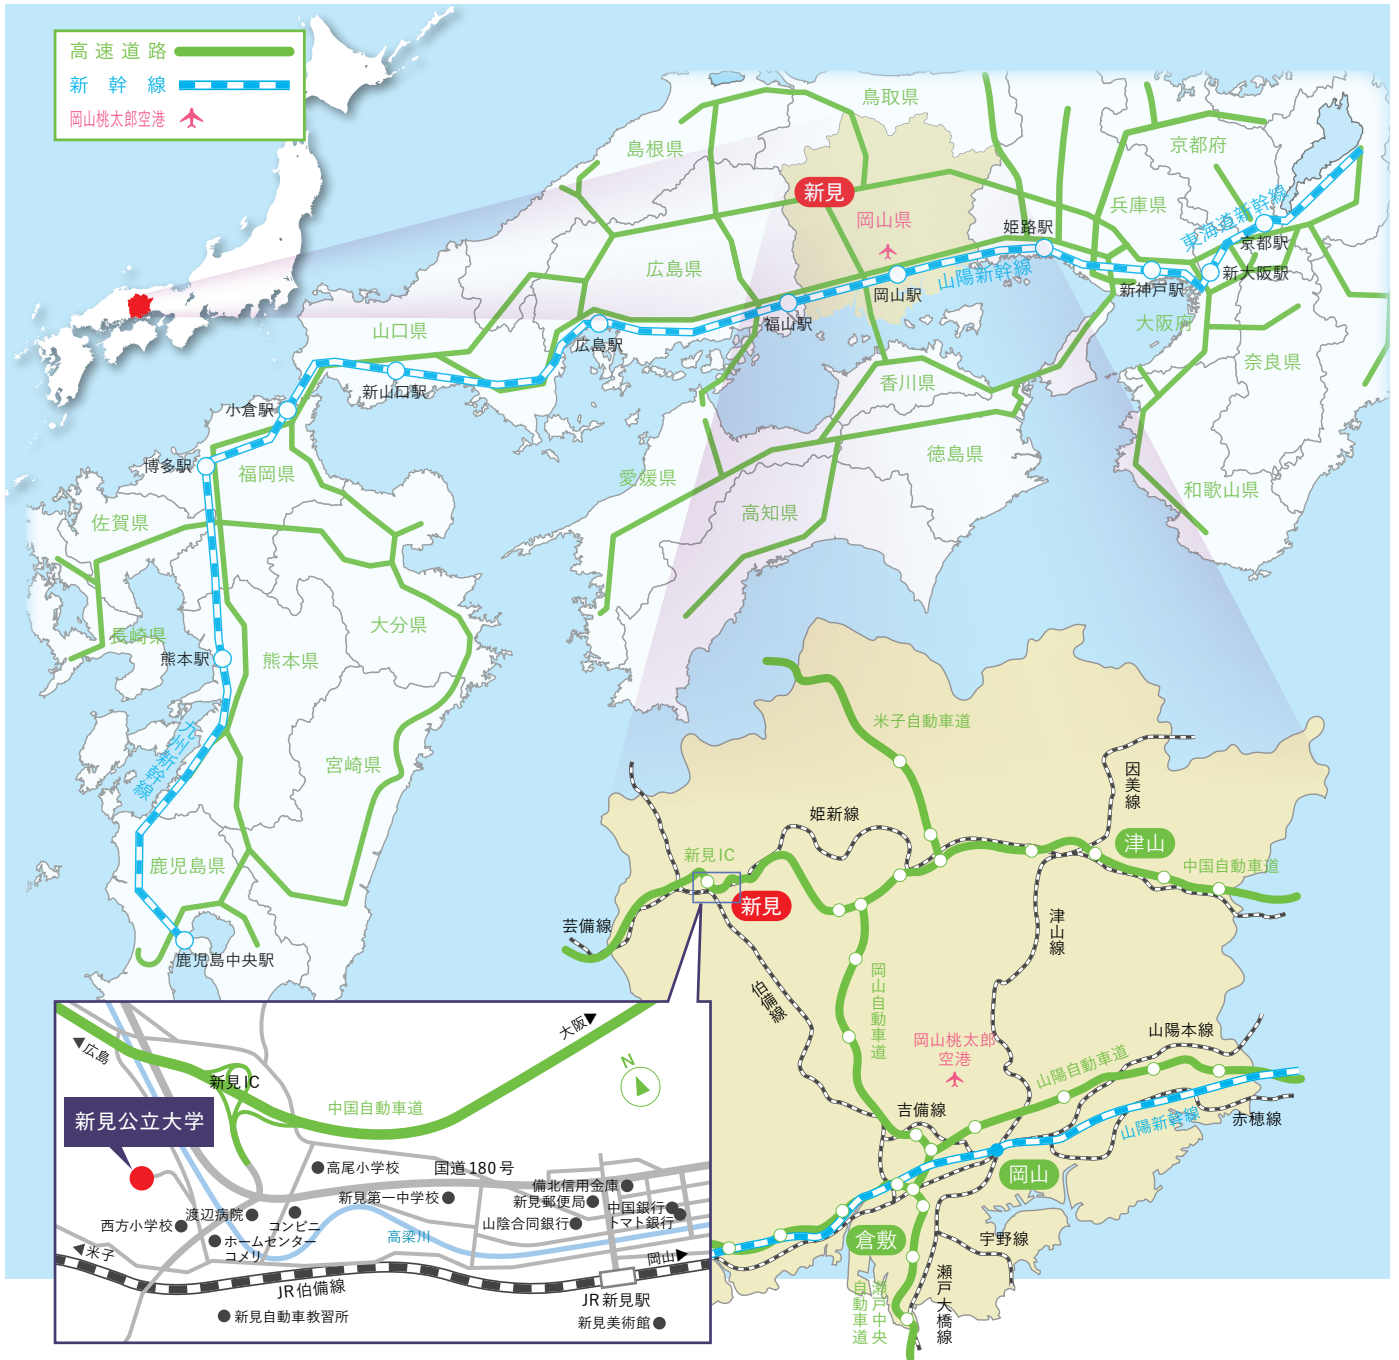 高速道路
新幹線
岡山桃太郎空港
鳥取県
島根県
京都府
兵庫県
新見
岡山県
東海道新幹線
姫路駅
京都駅
広島県
山陽新幹線
新大阪駅
岡山駅
新神戸駅
福山駅
大阪府
山口県
広島駅
奈良県
新山口駅
香川県
小倉駅
博多駅
福岡県
愛媛県
徳島県
和歌山県
高知県
佐賀県
長崎県
大分県
熊本駅
熊本県
九州新幹線
宮崎県
鹿児島県
鹿児島中央駅
米子自動車道
因美線
姫新線
津山
新見IC
中国自動車道
新見
芸備線
津山線
伯備線
岡山自動車道
岡山桃太郎
空港
山陽本線
山陽自動車道
吉備線
山陽新幹線
赤穂線
岡山
倉敷
宇野線
瀬戸中央
自動車道
瀬戸大橋線
大阪
広島
N
新見IC
中国自動車道
新見公立大学
高尾小学校
国道180号
備北信用金庫
新見第一中学校
新見郵便局
中国銀行
渡辺病院
西方小学校
コンビニ
山陰合同銀行
トマト銀行
ホームセンター
コメリ
高梁川
米子
岡山
JR伯備線
JR新見駅
新見自動車教習所
新見美術館